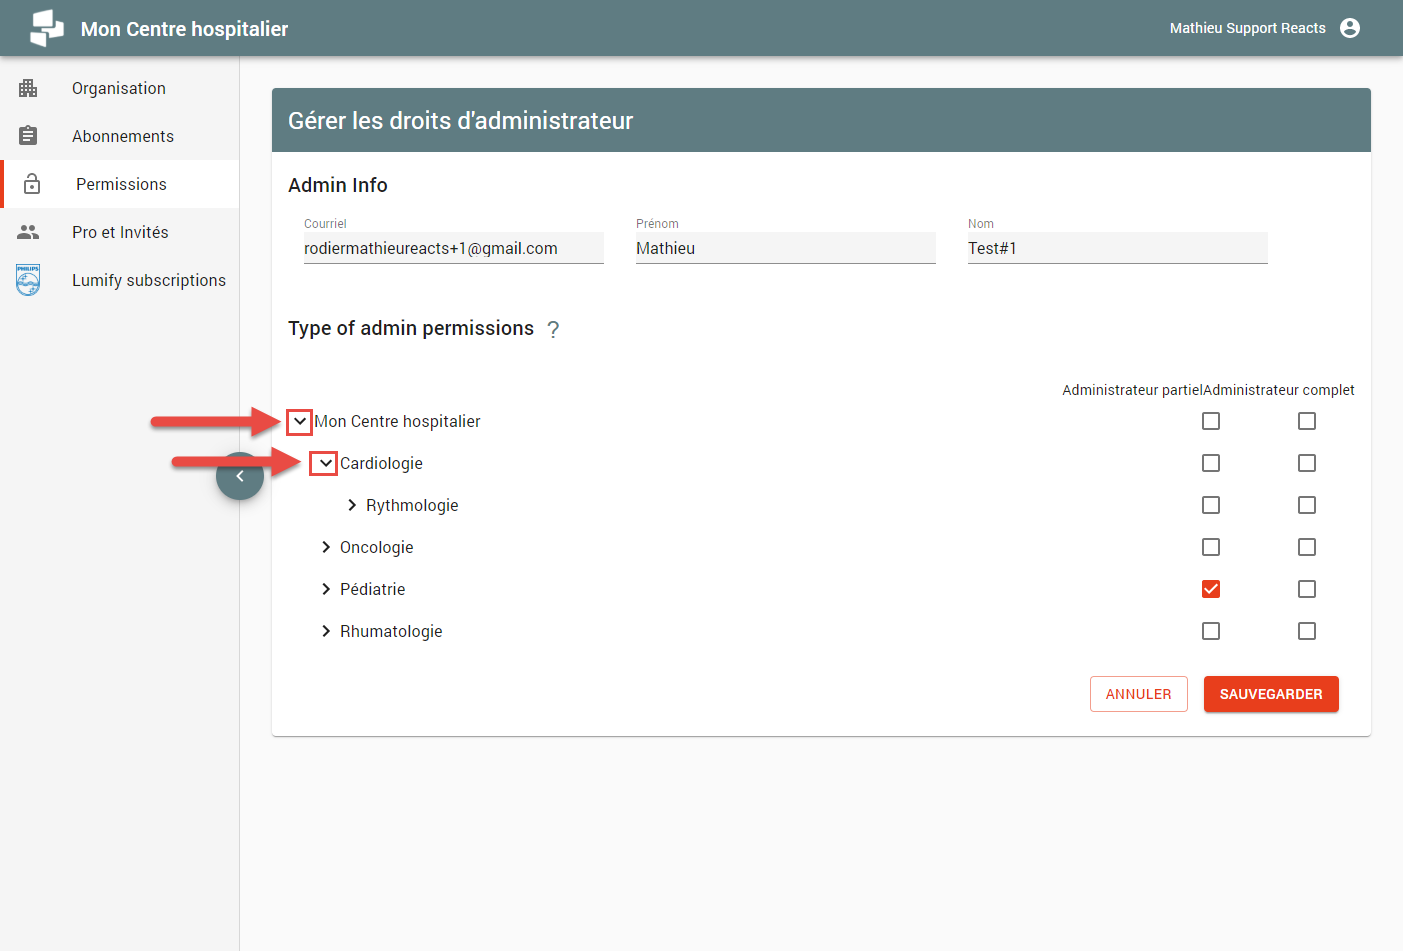 Mon Centre hospitalier
Mathieu Support Reacts
Organisation
Abonnements
Permissions
Pro et Invités
PHILIPS
Lumify subscriptions
Gérer les droits d'administrateur
Admin Info
Courriel
Prénom
Nom
rodiermathieureacts+1@gmail.com
Mathieu
Test#1
Type of admin permissions ?
Administrateur partielAdministrateur complet
Mon Centre hospitalier
Cardiologie
Rythmologie
Oncologie
Pédiatrie
Rhumatologie
ANNULER
SAUVEGARDER